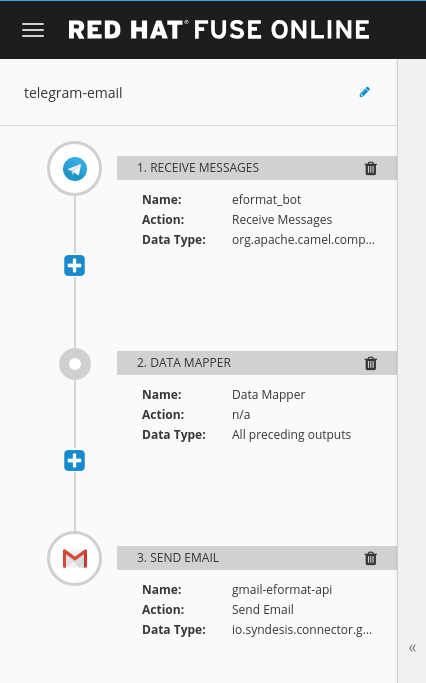 RED HAT® FUSE ONLINE
telegram-email
1. RECEIVE MESSAGES
Name: eformat_bot
Action: Receive Messages
Data Type: org.apache.camel.comp...
2. DATA MAPPER
Name: Data Mapper
Action: n/a
Data Type: All preceding outputs
3. SEND EMAIL
Name: gmail-eformat-api
Action: Send Email
Data Type: io.syndesis.connector.g...
«